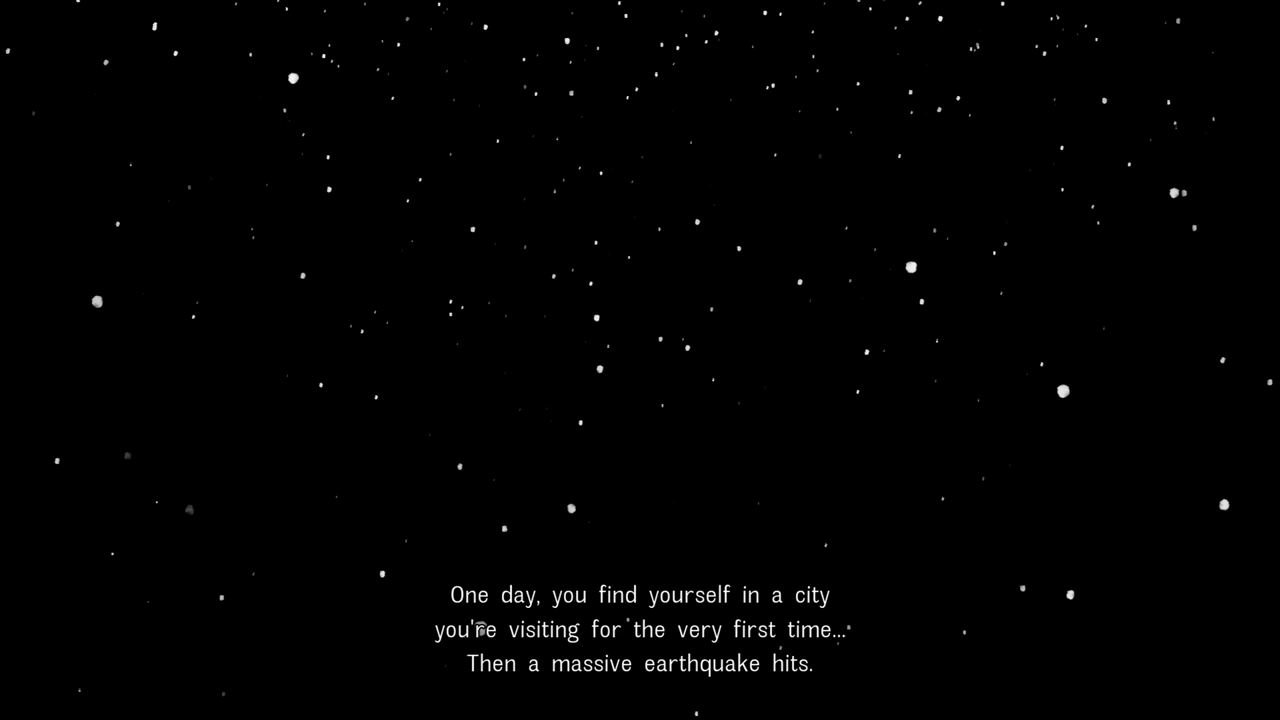 One day, you find yourself in a city
you're visiting for the very first time...
Then a massive earthquake hits.